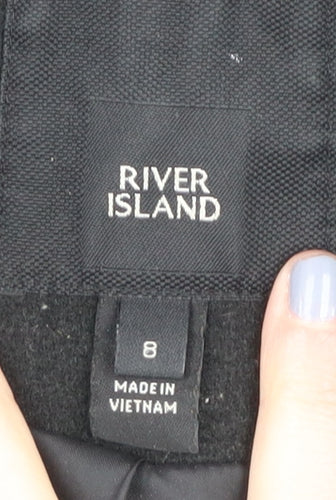 RIVER
ISLAND
8
MADE IN
VIETNAM